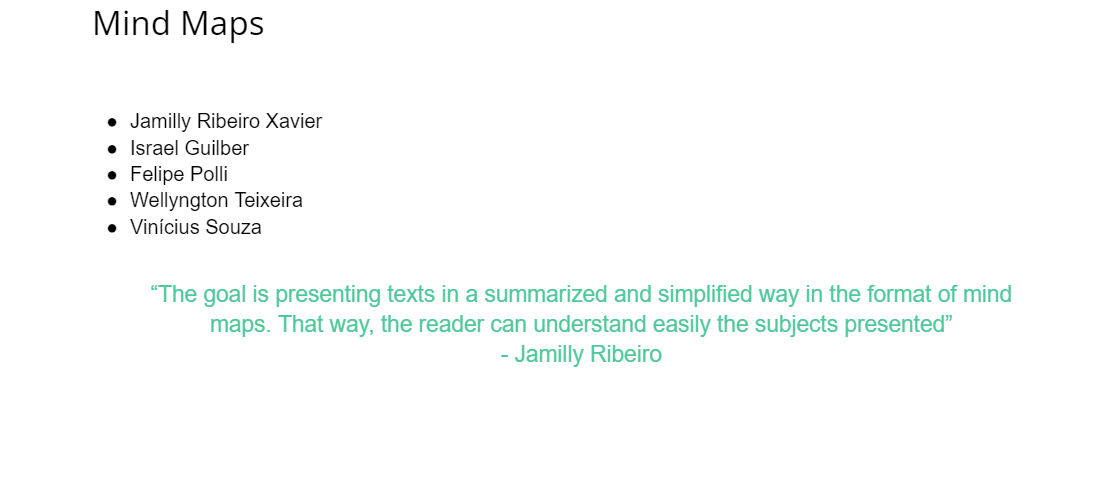 Mind Maps
● Jamilly Ribeiro Xavier
● Israel Guilber
● Felipe Polli
● Wellyngton Teixeira
● Vinícius Souza
“The goal is presenting texts in a summarized and simplified way in the format of mind
maps. That way, the reader can understand easily the subjects presented”
- Jamilly Ribeiro